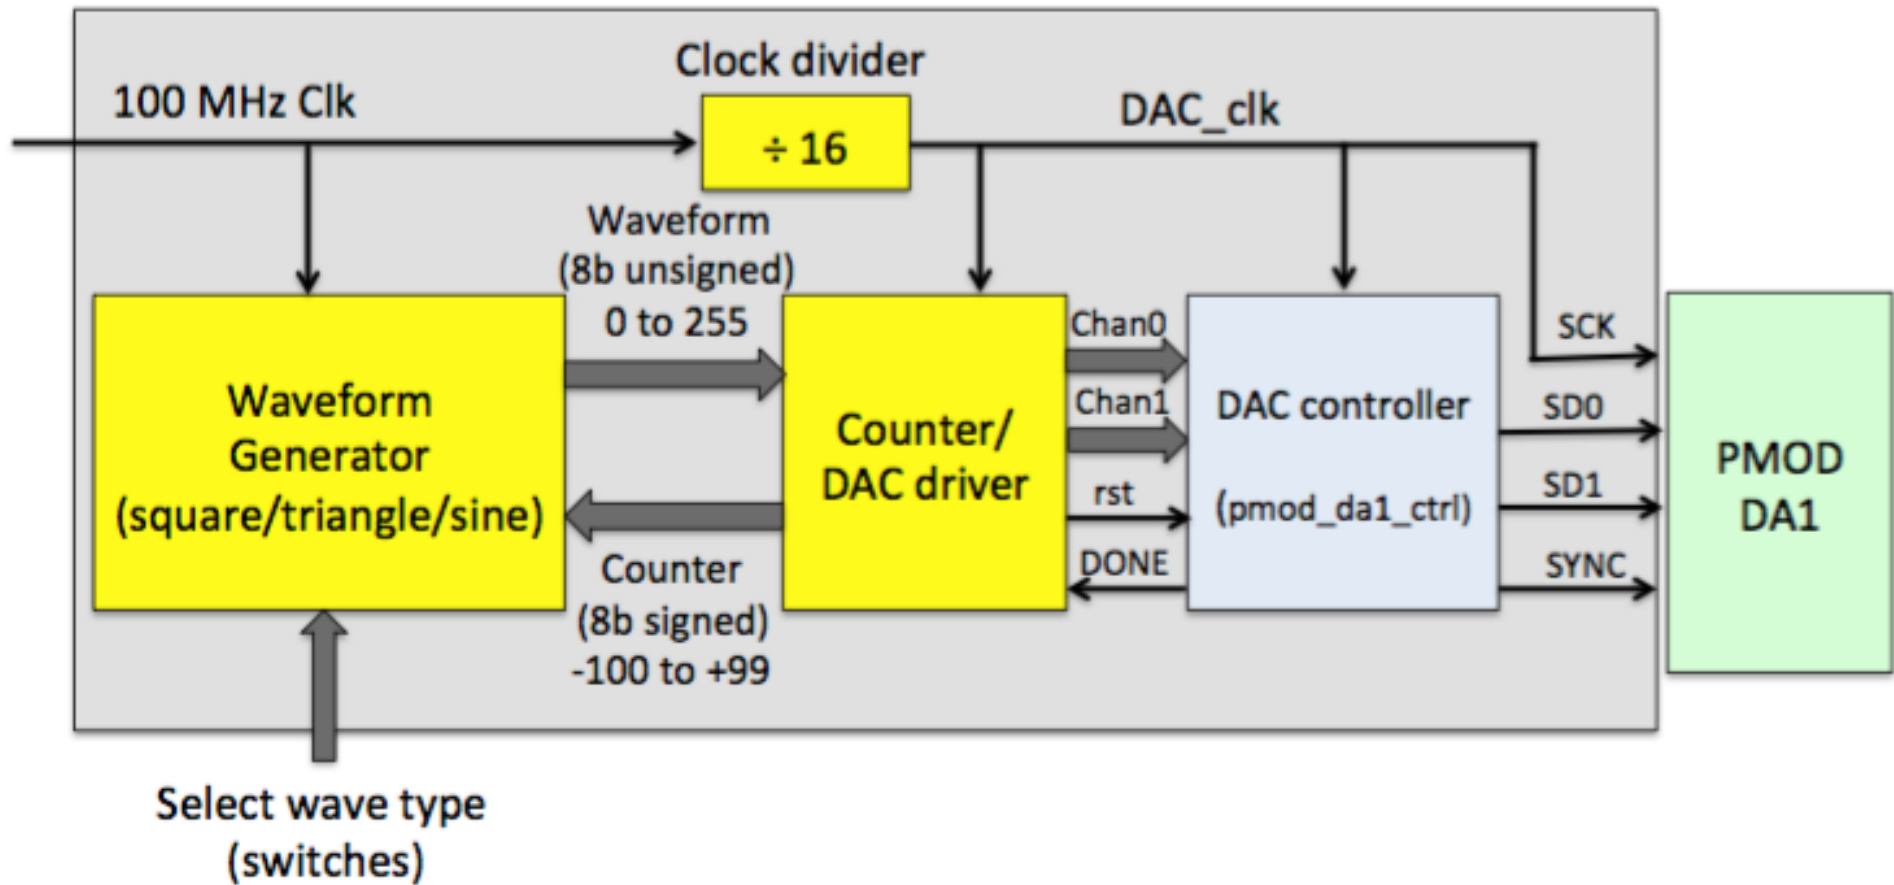 Clock divider
100 MHz Clk
÷ 16
DAC_clk
Waveform
(8b unsigned)
0 to 255
Waveform
Generator
(square/triangle/sine)
Counter
(8b signed)
-100 to +99
Counter/
DAC driver
Chan0
Chan1
rst
DONE
DAC controller
(pmod_da1_ctrl)
SCK
SD0
SD1
SYNC
PMOD
DA1
Select wave type
(switches)